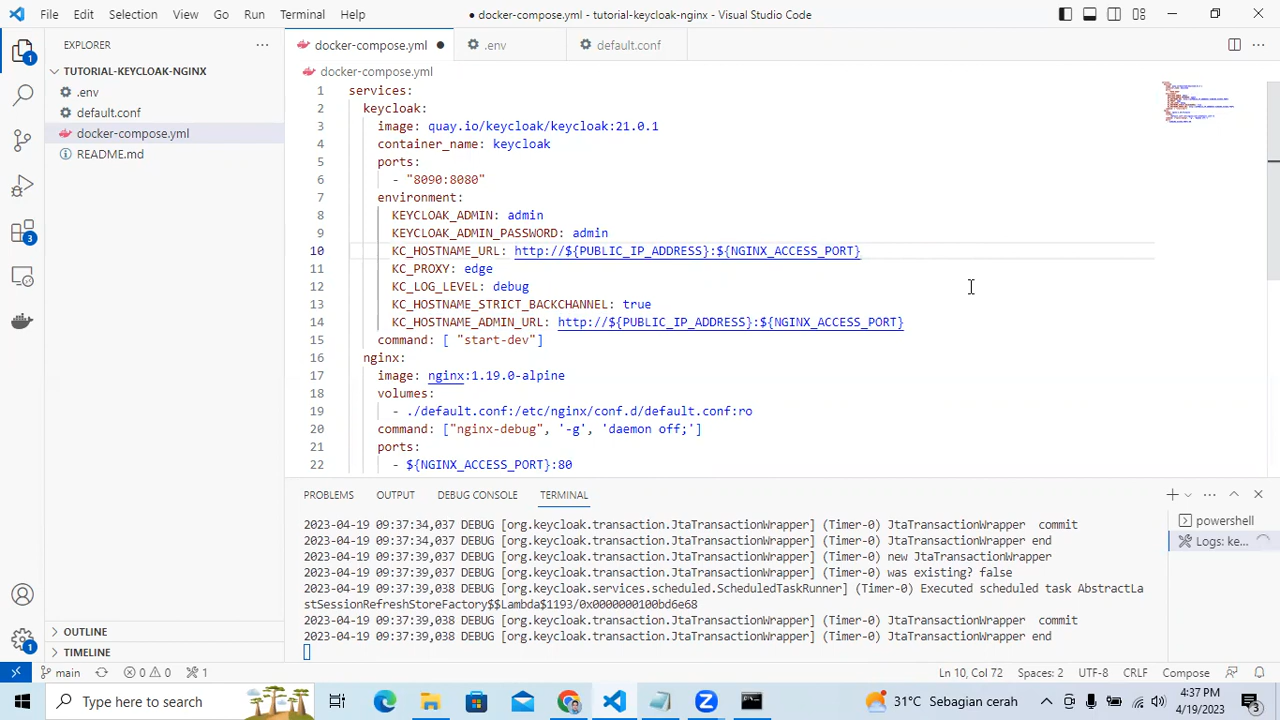 File Edit Selection View Go Run Terminal Help
● docker-compose.yml - tutorial-keycloak-nginx - Visual Studio Code
EXPLORER
TUTORIAL-KEYCLOAK-NGINX
.env
default.conf
docker-compose.yml
README.md
OUTLINE
TIMELINE
docker-compose.yml ● .env default.conf
docker-compose.yml
1 services:
2 keycloak:
3 image: quay.io/keycloak/keycloak:21.0.1
4 container_name: keycloak
5 ports:
6 - "8090:8080"
7 environment:
8 KEYCLOAK_ADMIN: admin
9 KEYCLOAK_ADMIN_PASSWORD: admin
10 KC_HOSTNAME_URL: http://${PUBLIC_IP_ADDRESS}:${NGINX_ACCESS_PORT}
11 KC_PROXY: edge
12 KC_LOG_LEVEL: debug
13 KC_HOSTNAME_STRICT_BACKCHANNEL: true
14 KC_HOSTNAME_ADMIN_URL: http://${PUBLIC_IP_ADDRESS}:${NGINX_ACCESS_PORT}
15 command: [ "start-dev"]
16 nginx:
17 image: nginx:1.19.0-alpine
18 volumes:
19 - ./default.conf:/etc/nginx/conf.d/default.conf:ro
20 command: ["nginx-debug", '-g', 'daemon off;']
21 ports:
22 - ${NGINX_ACCESS_PORT}:80
PROBLEMS OUTPUT DEBUG CONSOLE TERMINAL
2023-04-19 09:37:34,037 DEBUG [org.keycloak.transaction.JtaTransactionWrapper] (Timer-0) JtaTransactionWrapper commit
2023-04-19 09:37:34,037 DEBUG [org.keycloak.transaction.JtaTransactionWrapper] (Timer-0) JtaTransactionWrapper end
2023-04-19 09:37:39,037 DEBUG [org.keycloak.transaction.JtaTransactionWrapper] (Timer-0) new JtaTransactionWrapper
2023-04-19 09:37:39,037 DEBUG [org.keycloak.transaction.JtaTransactionWrapper] (Timer-0) was existing? false
2023-04-19 09:37:39,038 DEBUG [org.keycloak.services.scheduled.ScheduledTaskRunner] (Timer-0) Executed scheduled task AbstractLa
stSessionRefreshStoreFactory$$Lambda$1193/0x0000000100bd6e68
2023-04-19 09:37:39,038 DEBUG [org.keycloak.transaction.JtaTransactionWrapper] (Timer-0) JtaTransactionWrapper commit
2023-04-19 09:37:39,038 DEBUG [org.keycloak.transaction.JtaTransactionWrapper] (Timer-0) JtaTransactionWrapper end
powershell
Logs: ke...
1
3
1
main 0 0 1
Ln 10, Col 72 Spaces: 2 UTF-8 CRLF Compose
Type here to search
31°C Sebagian cerah
4:37 PM
4/19/2023
3